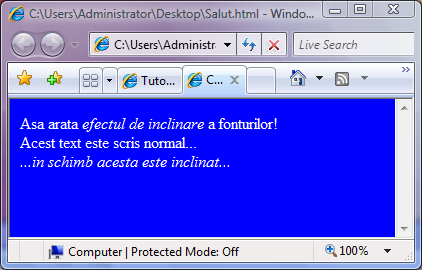 C:\Users\Administrator\Desktop\Salut.html - Windo...
C:\Users\Administra
Live Search
Tuto...
C...
Asa arata efectul de inclinare a fonturilor!
Acest text este scris normal...
...in schimb acesta este inclinat...
Computer | Protected Mode: Off
100%